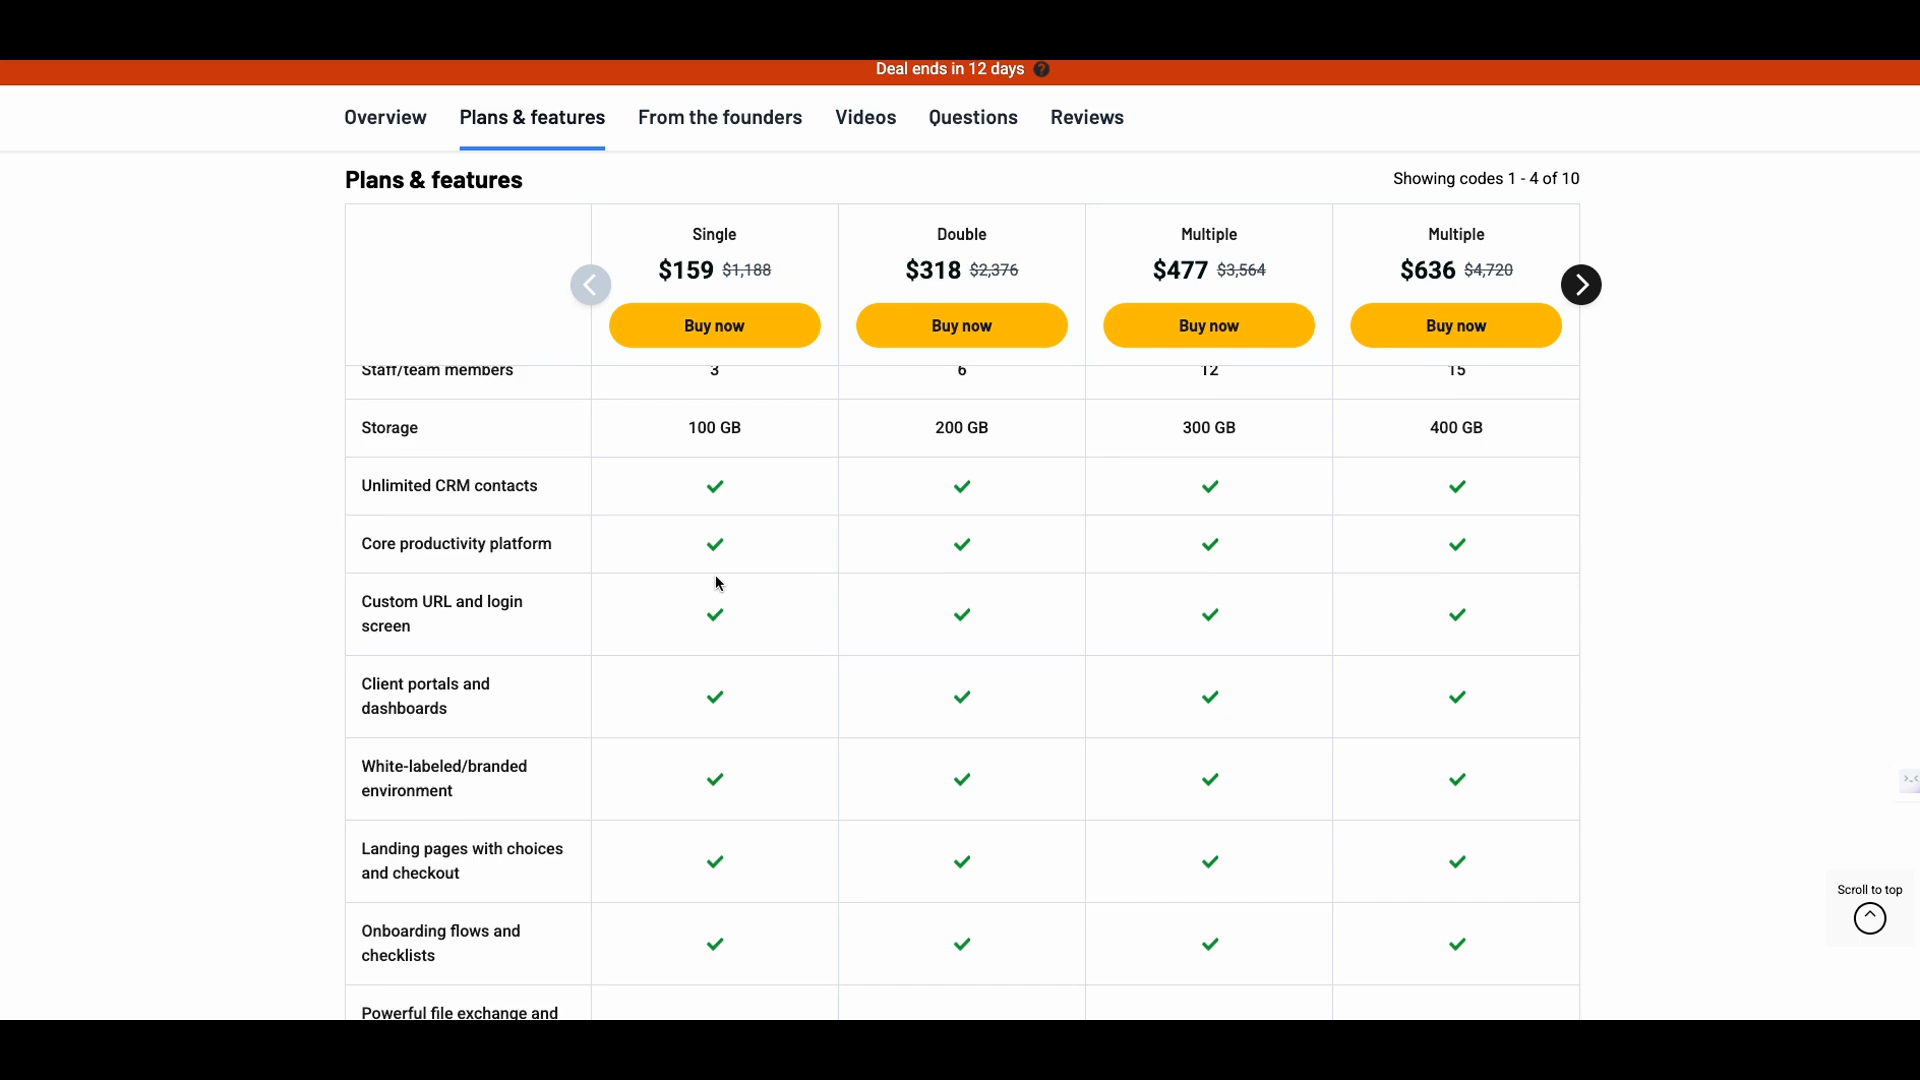 Deal ends in 12 days ?
Overview Plans & features From the founders Videos Questions Reviews
Plans & features Showing codes 1 - 4 of 10
Single Double Multiple Multiple
$159 $1,188 $318 $2,376 $477 $3,564 $636 $4,720
Buy now Buy now Buy now Buy now
Staff/team members 3 6 12 15
Storage 100 GB 200 GB 300 GB 400 GB
Unlimited CRM contacts
Core productivity platform
Custom URL and login
screen
Client portals and
dashboards
White-labeled/branded
environment
Landing pages with choices
and checkout
Scroll to top
Onboarding flows and
checklists
Powerful file exchange and